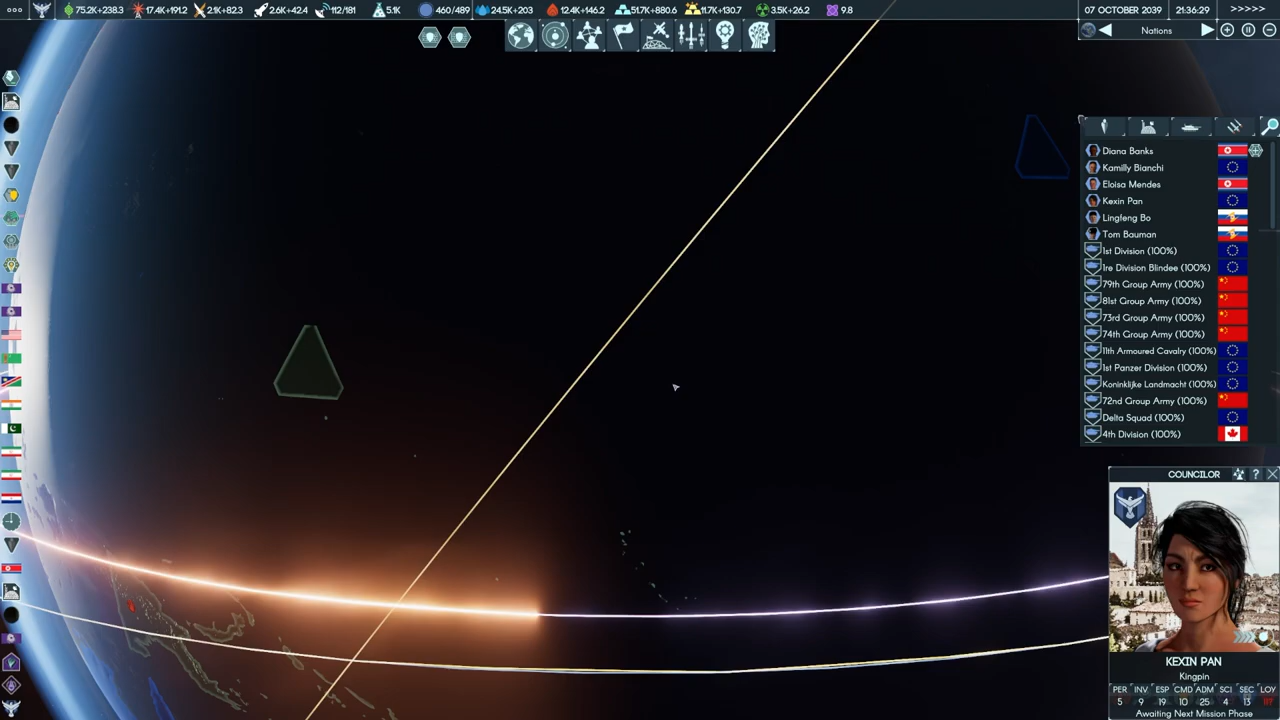 75.2K+238.3 17.4K+191.2 2.1K+82.3 2.6K+42.4 112/181 5.1K 460/489 24.5K+203 12.4K+146.2 51.7K+880.6 11.7K+130.7 3.5K+26.2 9.8 07 OCTOBER 2039 21:36:29 >>>>>
Nations
Diana Banks
Kamilly Bianchi
Eloisa Mendes
Kexin Pan
Lingfeng Bo
Tom Bauman
1st Division (100%)
1re Division Blindee (100%)
79th Group Army (100%)
81st Group Army (100%)
73rd Group Army (100%)
74th Group Army (100%)
11th Armoured Cavalry (100%)
1st Panzer Division (100%)
Koninklijke Landmacht (100%)
72nd Group Army (100%)
Delta Squad (100%)
4th Division (100%)
COUNCILOR ?
KEXIN PAN
Kingpin
PER INV ESP CMD ADM SCI SEC LOY
5 9 19 10 25 4 13
Awaiting Next Mission Phase